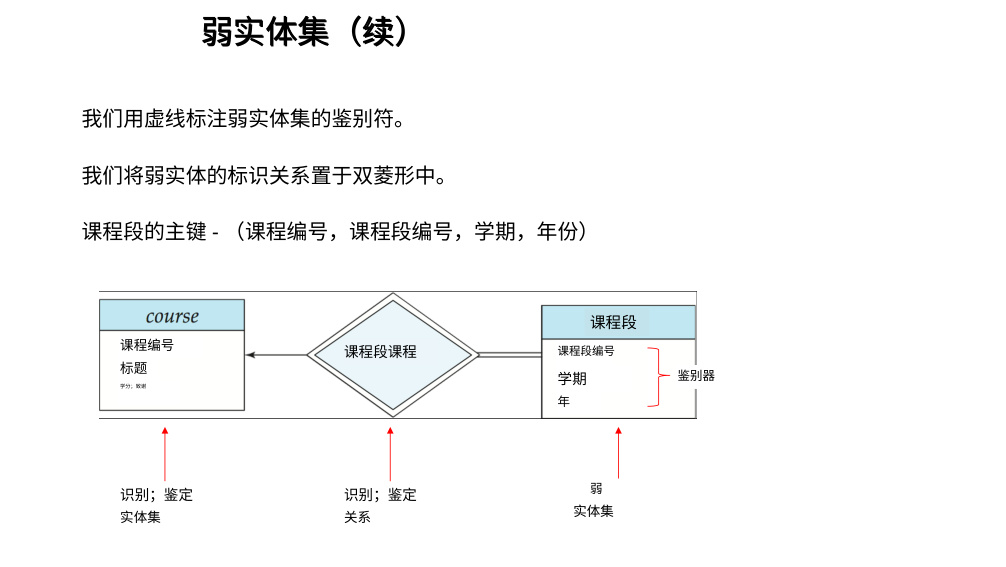 弱实体集（续）
我们用虚线标注弱实体集的鉴别符。
我们将弱实体的标识关系置于双菱形中。
课程段的主键 - （课程编号，课程段编号，学期，年份）
course
课程编号
标题
学分；致谢
课程段课程
课程段
课程段编号
学期
年
鉴别器
识别；鉴定
实体集
识别；鉴定
关系
弱
实体集